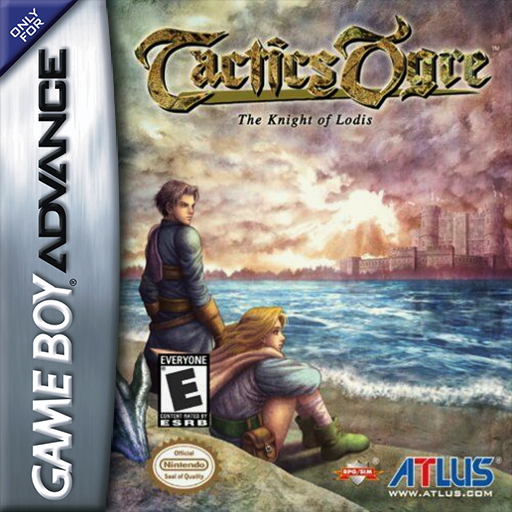 ONLY
FOR
GAME BOY ADVANCE
Tactics Ogre™
The Knight of Lodis
EVERYONE
E
CONTENT RATED BY
ESRB
Official
Nintendo
Seal of Quality
RPG/SIM
ATLUS®
WWW.ATLUS.COM